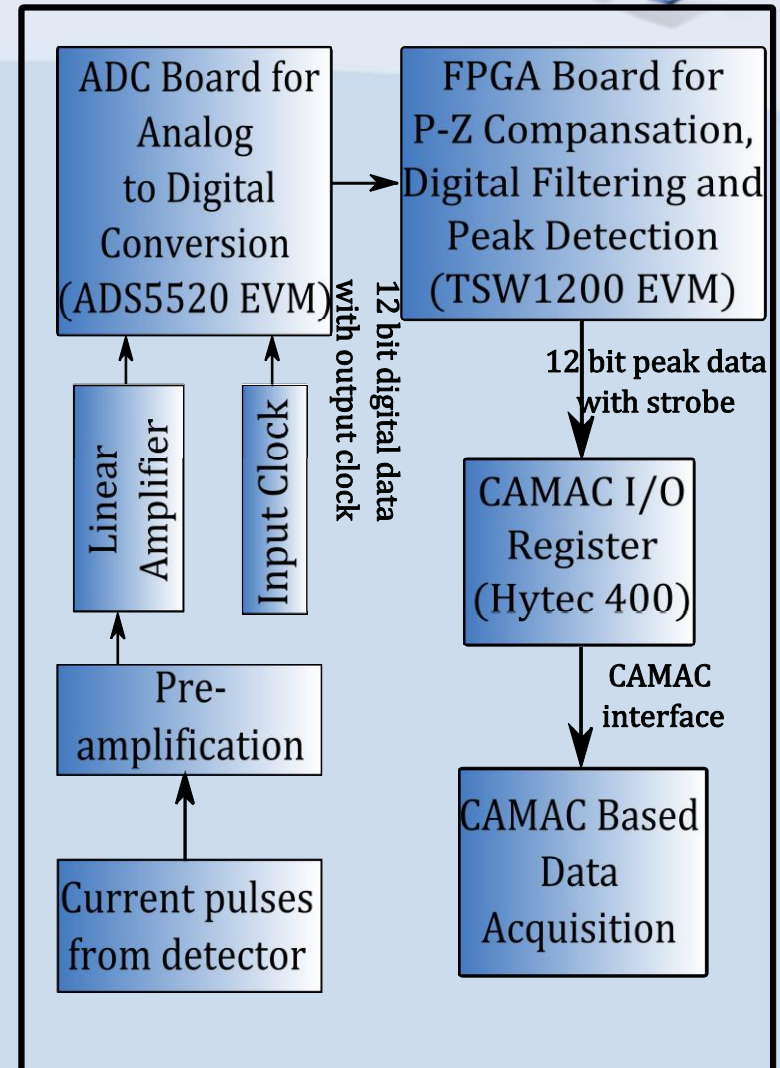 ADC Board for
Analog
to Digital
Conversion
(ADS5520 EVM)
FPGA Board for
P-Z Compansation,
Digital Filtering and
Peak Detection
(TSW1200 EVM)
12 bit digital data
with output clock
12 bit peak data
with strobe
Linear
Amplifier
Input Clock
CAMAC I/O
Register
(Hytec 400)
Pre-
amplification
CAMAC
interface
Current pulses
from detector
CAMAC Based
Data
Acquisition